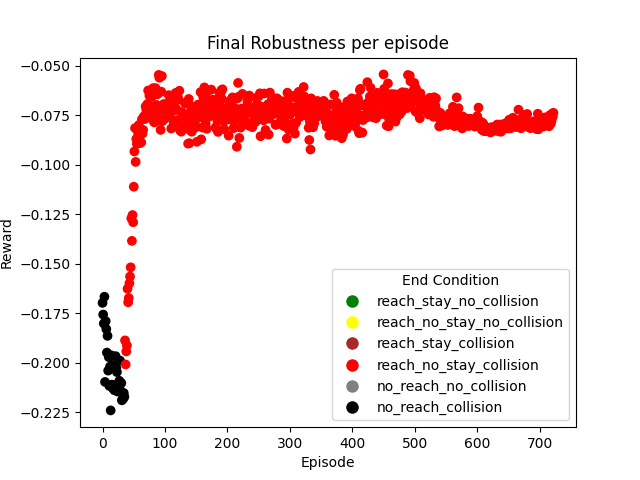 Final Robustness per episode
−0.050
−0.075
−0.100
−0.125
−0.150
−0.175
−0.200
−0.225
Reward
0 100 200 300 400 500 600 700
Episode
End Condition
reach_stay_no_collision
reach_no_stay_no_collision
reach_stay_collision
reach_no_stay_collision
no_reach_no_collision
no_reach_collision